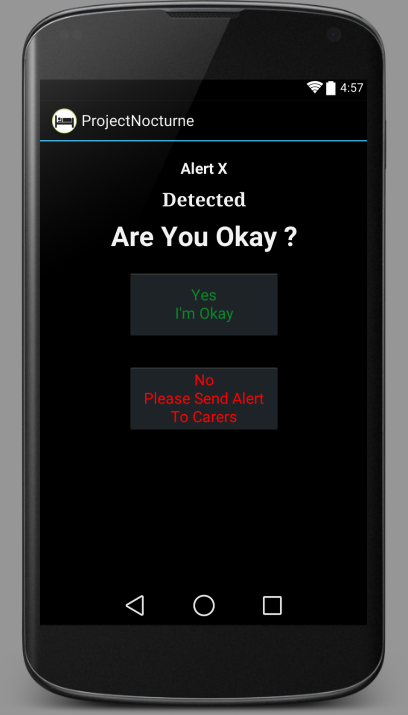 4:57
ProjectNocturne
Alert X
Detected
Are You Okay ?
Yes
I'm Okay
No
Please Send Alert
To Carers